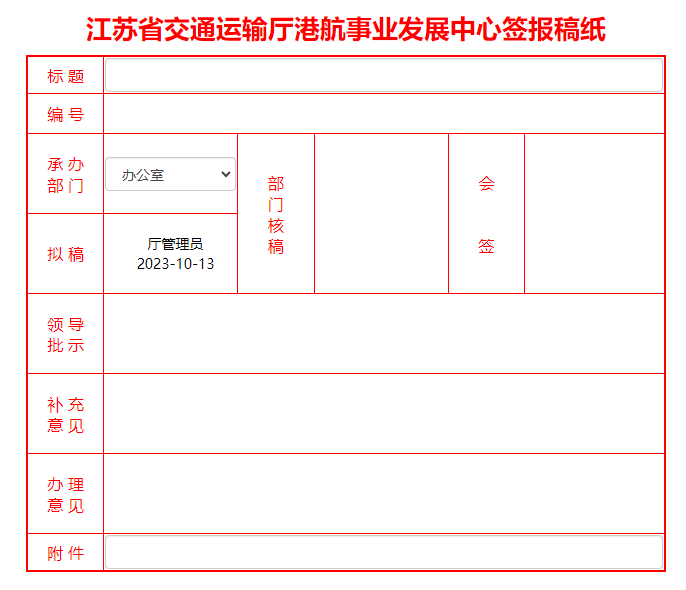 江苏省交通运输厅港航事业发展中心签报稿纸
标 题
编 号
承 办
部 门
办公室
部
门
核
稿
会
签
拟 稿
厅管理员
2023-10-13
领 导
批 示
补 充
意 见
办 理
意 见
附 件